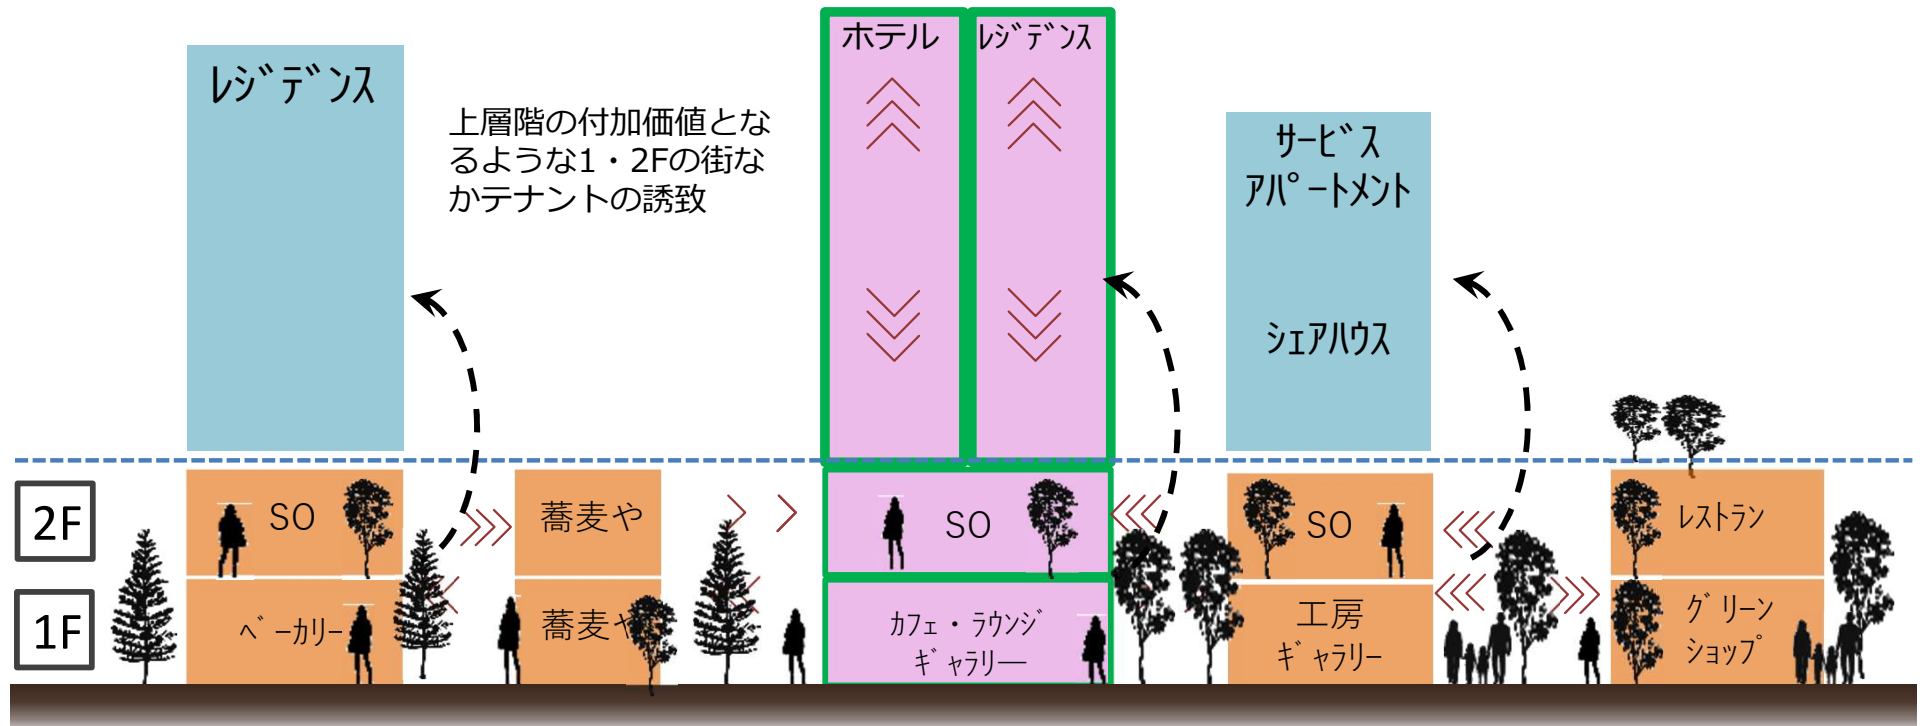 ホテル
ﾚｼﾞﾃﾞﾝｽ
ﾚｼﾞﾃﾞﾝｽ
上層階の付加価値とな
るような1・2Fの街な
かテナントの誘致
ｻｰﾋﾞｽ
ｱﾊﾟｰﾄﾒﾝﾄ
ｼｪｱﾊｳｽ
2F
SO
蕎麦や
SO
SO
ﾚｽﾄﾗﾝ
1F
ﾍﾞｰｶﾘｰ
蕎麦や
ｶﾌｪ・ﾗｳﾝｼﾞ
ｷﾞｬﾗﾘｰ
工房
ｷﾞｬﾗﾘｰ
ｸﾞﾘｰﾝ
ｼｮｯﾌﾟ